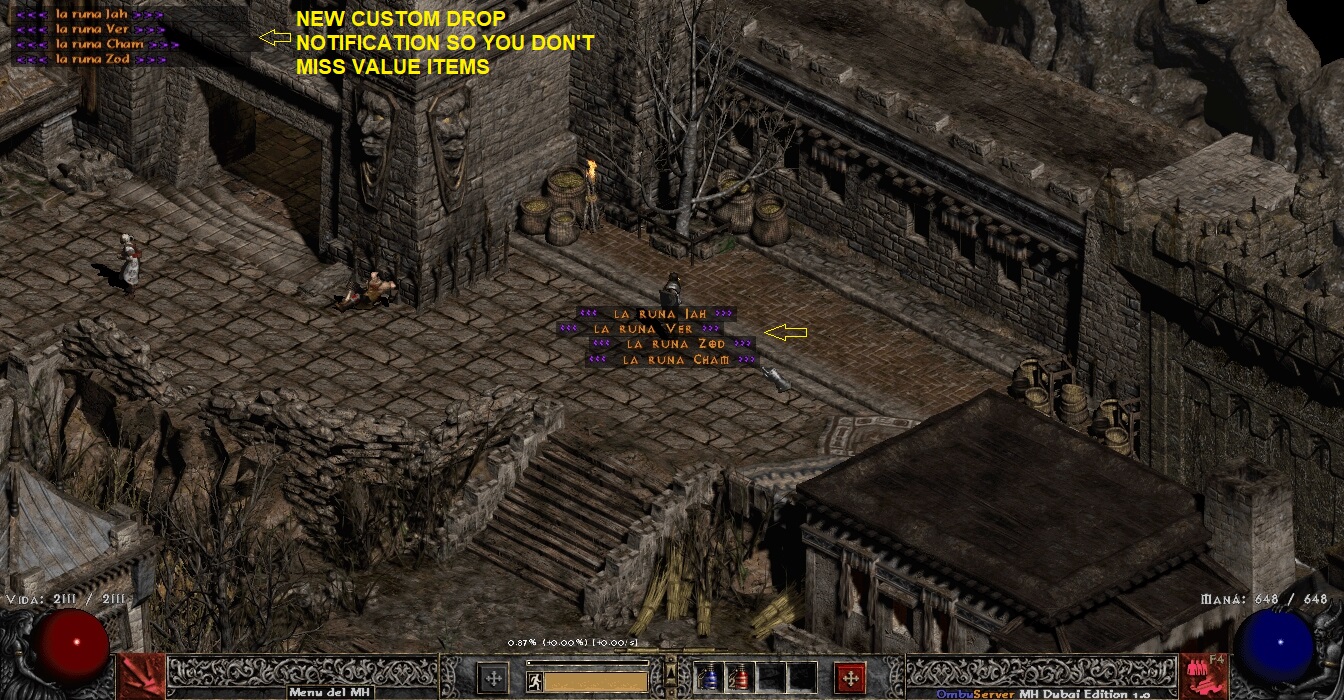 <<< la runa Jah >>>
<<< la runa Ver >>>
<<< la runa Cham >>>
<<< la runa Zod >>>
NEW CUSTOM DROP
NOTIFICATION SO YOU DON'T
MISS VALUE ITEMS
<<< LA RUNA JAH >>>
<<< LA RUNA VER >>>
<<< LA RUNA ZOD >>>
<<< LA RUNA CHAM >>>
VIDA: 2111 / 2111
MANÁ: 648 / 648
0.87% (+0.00%) [+0.00/s]
F4
Menu del MH
OmbuServer MH Dubai Edition 1.0